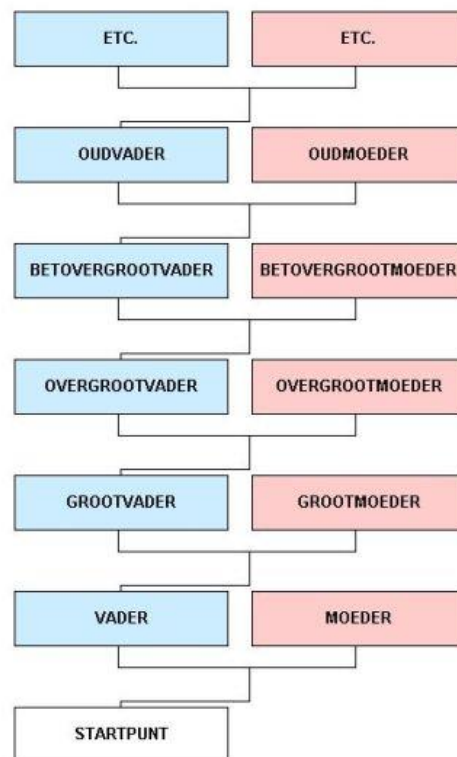 ETC. ETC.
OUDVADER OUDMOEDER
BETOVERGROOTVADER BETOVERGROOTMOEDER
OVERGROOTVADER OVERGROOTMOEDER
GROOTVADER GROOTMOEDER
VADER MOEDER
STARTPUNT